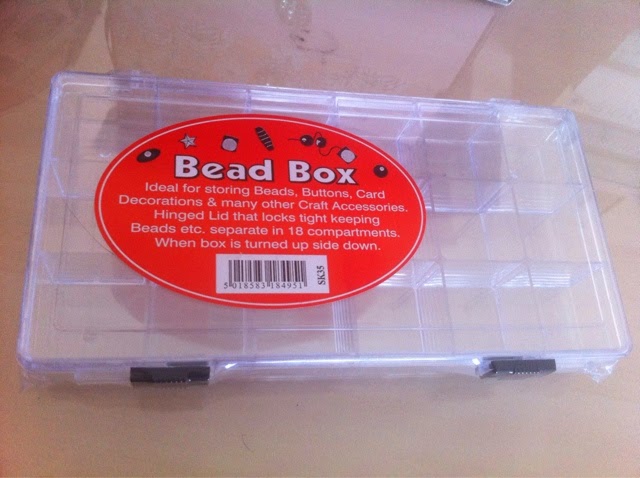 Bead Box
Ideal for storing Beads, Buttons, Card
Decorations & many other Craft Accessories.
Hinged Lid that locks tight keeping
Beads etc. separate in 18 compartments.
When box is turned up side down.
5 018583 184951
SK35